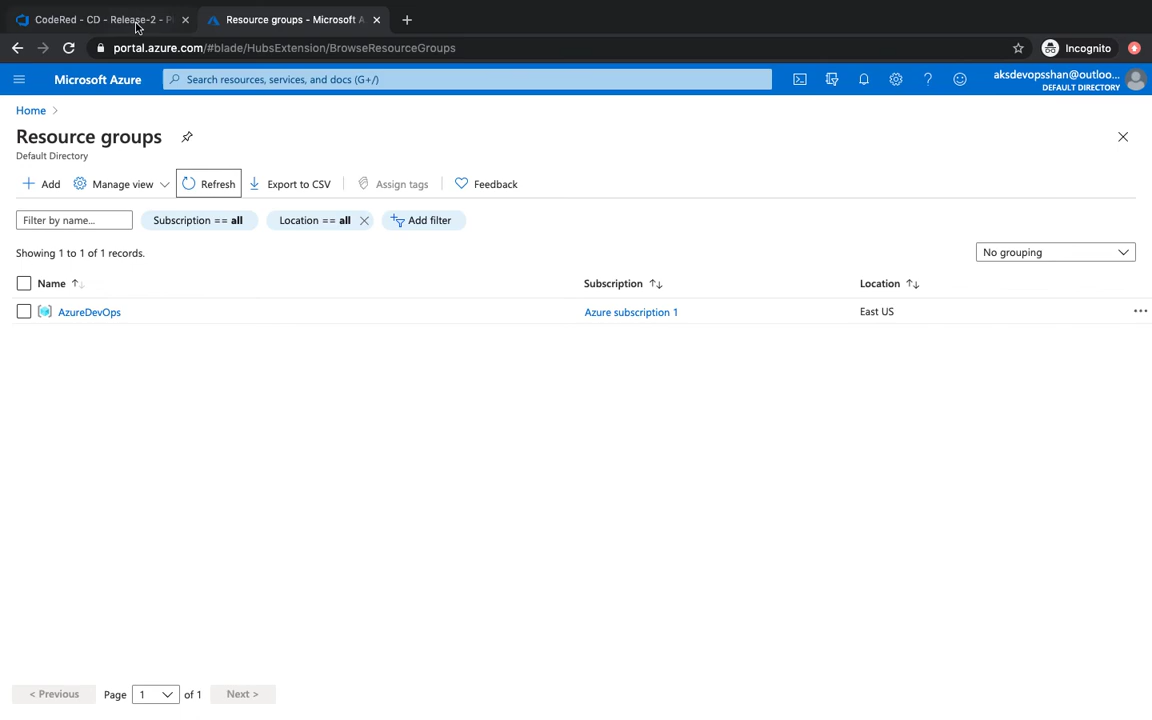 CodeRed - CD - Release-2 - P
Resource groups - Microsoft A
portal.azure.com/#blade/HubsExtension/BrowseResourceGroups
Incognito
Microsoft Azure
Search resources, services, and docs (G+/)
aksdevopsshan@outloo...
DEFAULT DIRECTORY
Home
Resource groups
Default Directory
Add
Manage view
Refresh
Export to CSV
Assign tags
Feedback
Filter by name...
Subscription == all
Location == all
Add filter
Showing 1 to 1 of 1 records.
No grouping
Name
Subscription
Location
AzureDevOps
Azure subscription 1
East US
< Previous
Page
1
of 1
Next >